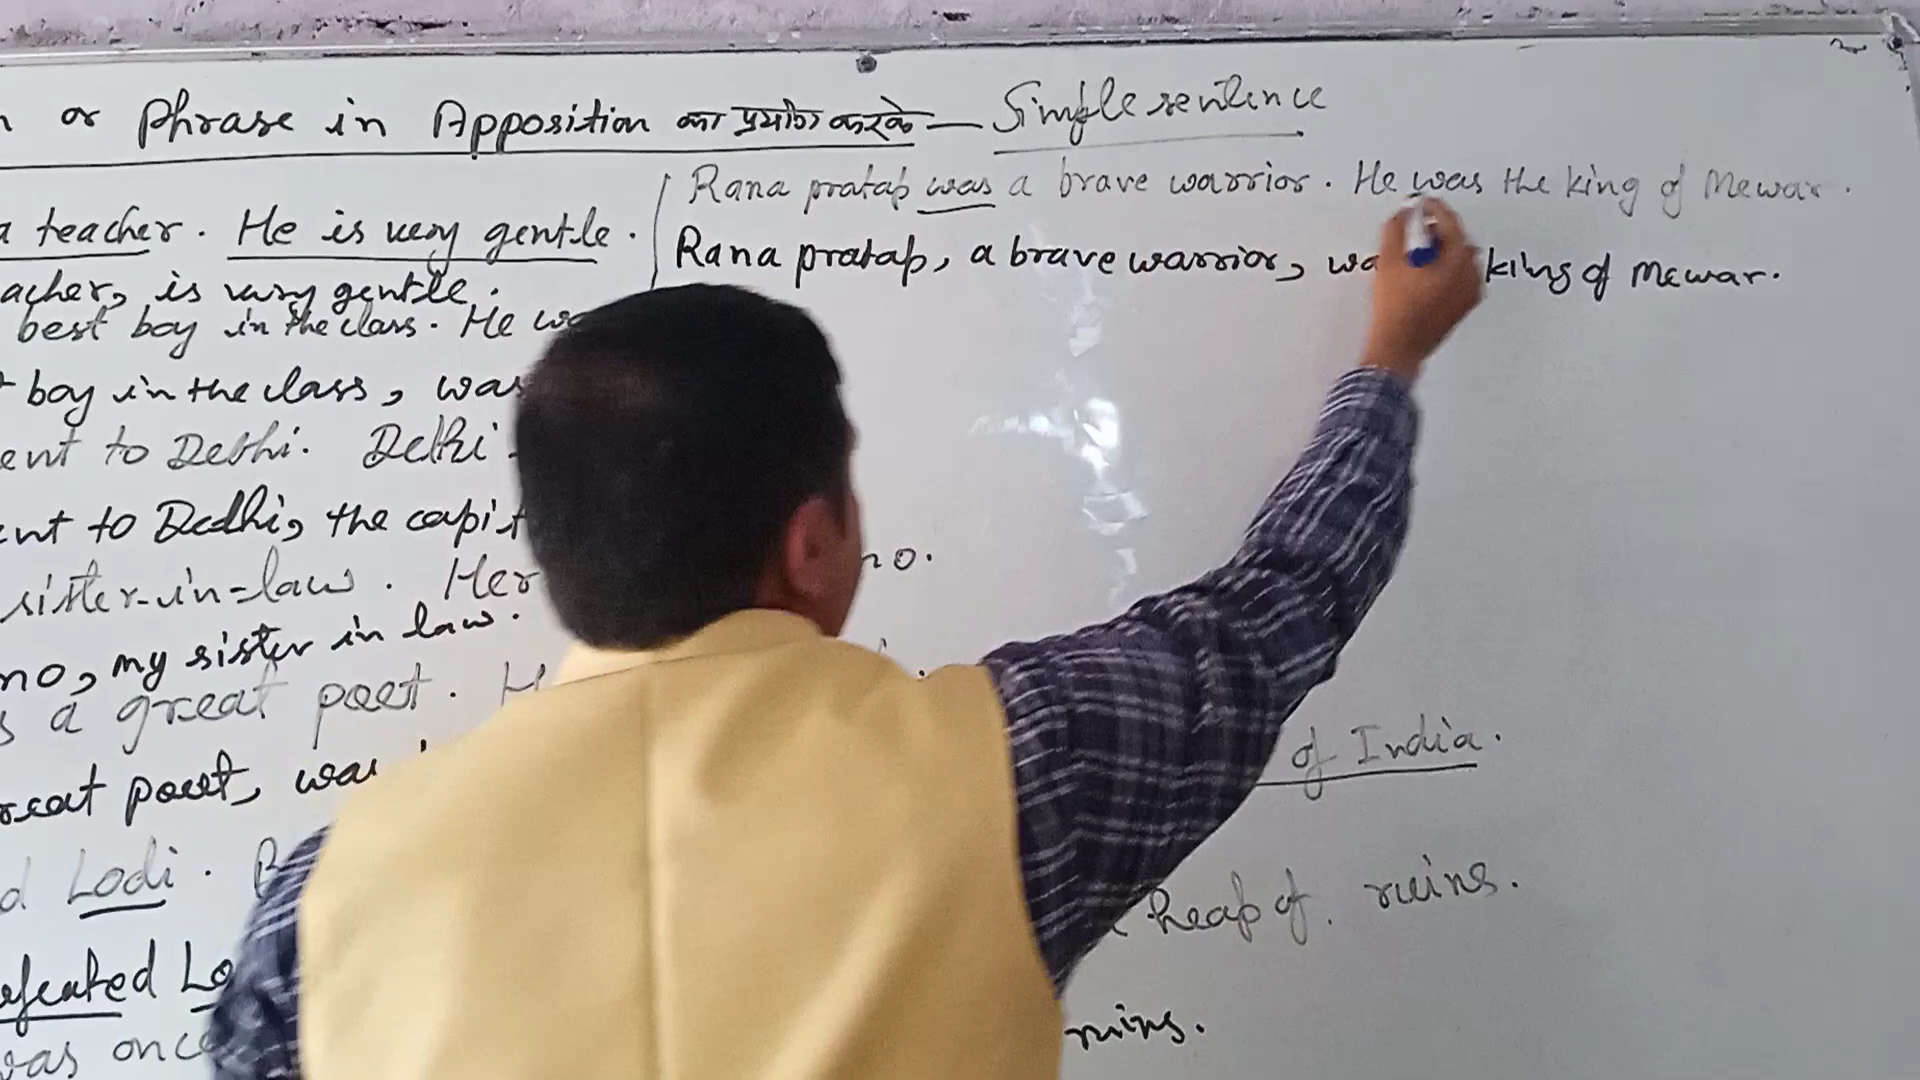 or Phrase in Apposition का प्रयोग करके — Simple sentence
a teacher. He is very gentle.
acher, is very gentle.
best boy in the class. He wa
boy in the class, was
ent to Delhi. Delhi
ent to Delhi, the capit
sister-in-law. Her no.
no, my sister in law.
s a great poet. H
reat poet, was
of India.
d Lodi. B heap of ruins.
efeated Lo
was once ruins.
Rana pratap was a brave warrior. He was the king of Mewar.
Rana pratap, a brave warrior, wa king of Mewar.